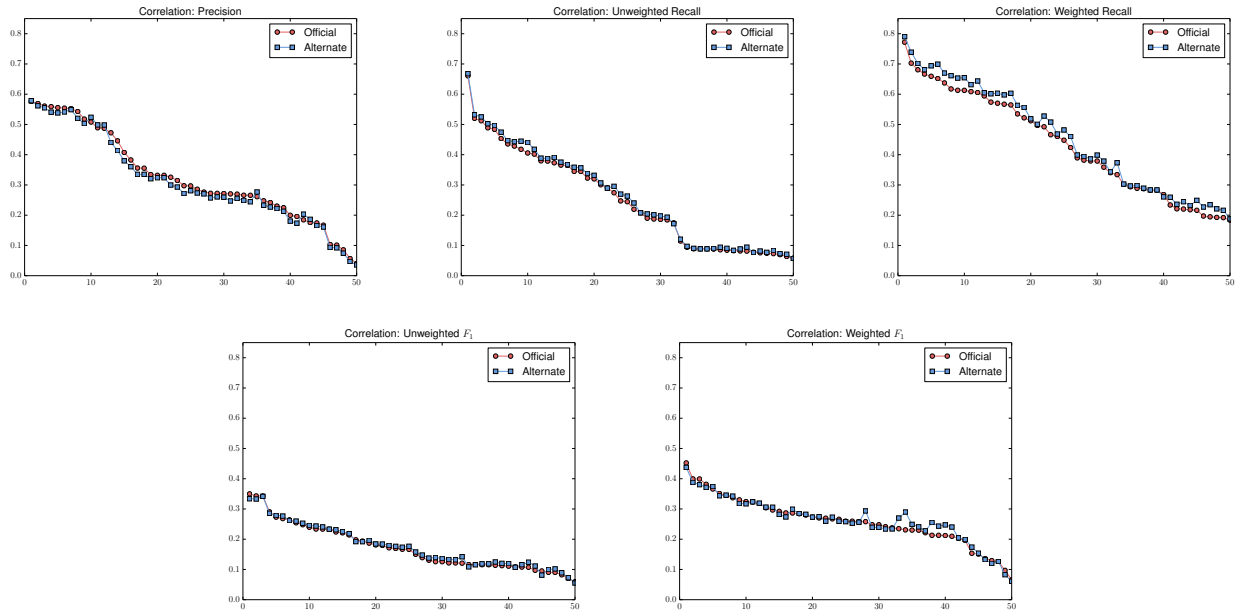 Correlation: Precision
0.8
0.7
0.6
0.5
0.4
0.3
0.2
0.1
0.0
0 10 20 30 40 50
Official
Alternate
Correlation: Unweighted Recall
0.8
0.7
0.6
0.5
0.4
0.3
0.2
0.1
0.0
0 10 20 30 40 50
Official
Alternate
Correlation: Weighted Recall
0.8
0.7
0.6
0.5
0.4
0.3
0.2
0.1
0.0
0 10 20 30 40 50
Official
Alternate
Correlation: Unweighted F₁
0.8
0.7
0.6
0.5
0.4
0.3
0.2
0.1
0.0
0 10 20 30 40 50
Official
Alternate
Correlation: Weighted F₁
0.8
0.7
0.6
0.5
0.4
0.3
0.2
0.1
0.0
0 10 20 30 40 50
Official
Alternate